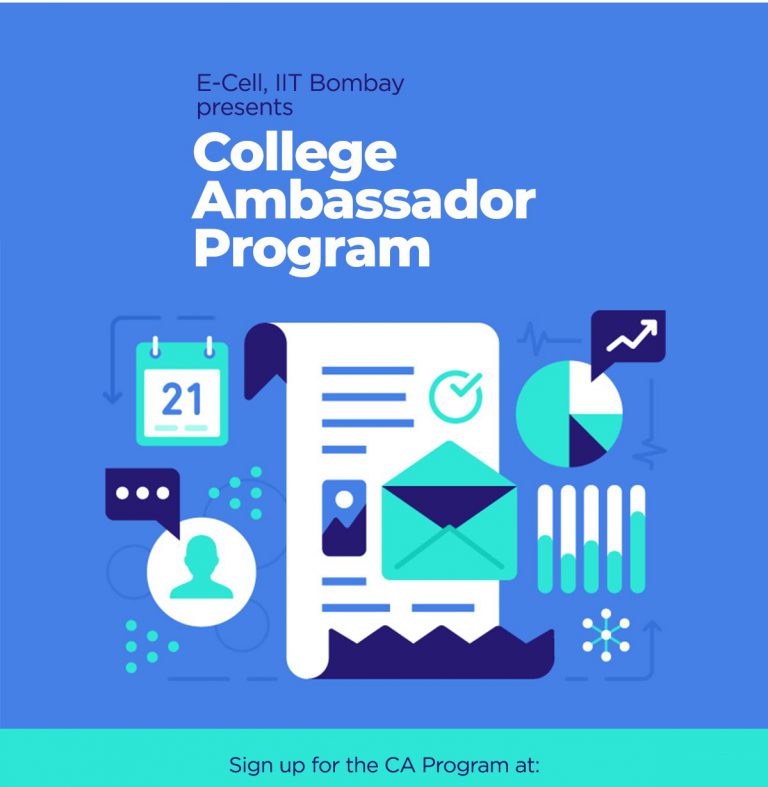 E-Cell, IIT Bombay
presents
College
Ambassador
Program
21
Sign up for the CA Program at: